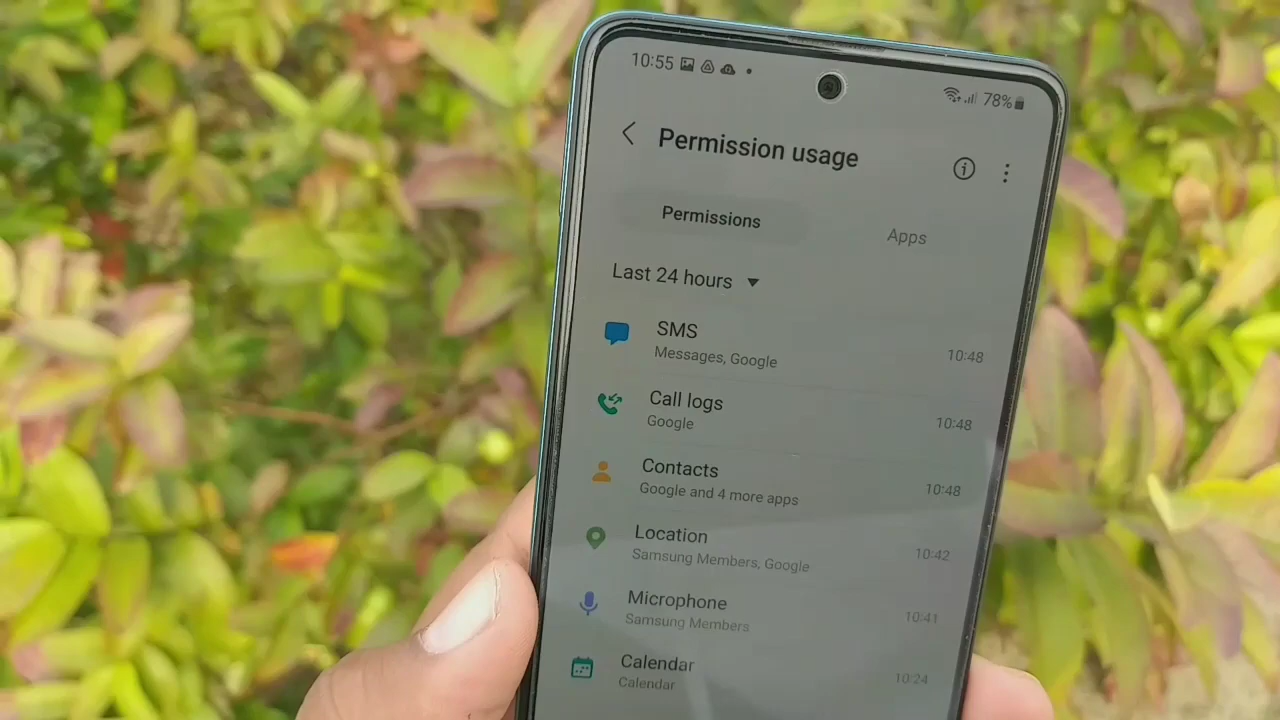 10:55
78%
Permission usage
Permissions
Apps
Last 24 hours
SMS
Messages, Google
10:48
Call logs
Google
10:48
Contacts
Google and 4 more apps
10:48
Location
Samsung Members, Google
10:42
Microphone
Samsung Members
10:41
Calendar
Calendar
10:24